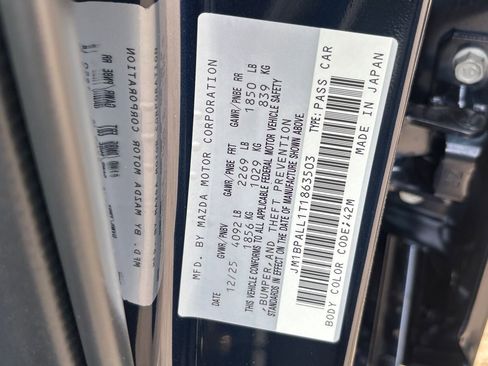 MFD. BY MAZDA MOTOR CORPORATION
DATE GVWR/PNBV GAWR/PNBE FRT GAWR/PNBE RR
12/25 4092 LB 2269 LB 1850 LB
1856 KG 1029 KG 839 KG
THIS VEHICLE CONFORMS TO ALL APPLICABLE FEDERAL MOTOR VEHICLE SAFETY
,BUMPER,AND THEFT PREVENTION
STANDARDS IN EFFECT ON THE DATE OF MANUFACTURE SHOWN ABOVE.
JM1BPALL1T1863503 TYPE:PASS CAR
BODY COLOR CODE:42M MADE IN JAPAN